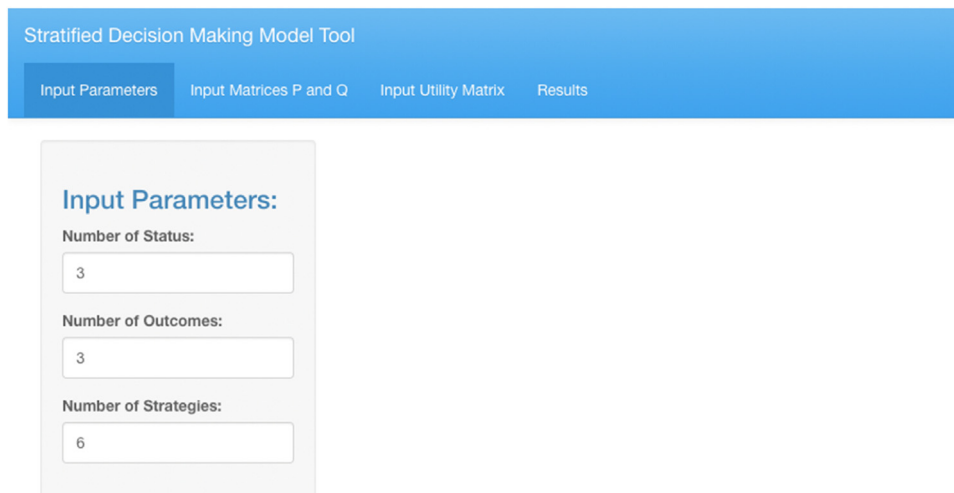 Stratified Decision Making Model Tool
Input Parameters Input Matrices P and Q Input Utility Matrix Results
Input Parameters:
Number of Status:
3
Number of Outcomes:
3
Number of Strategies:
6